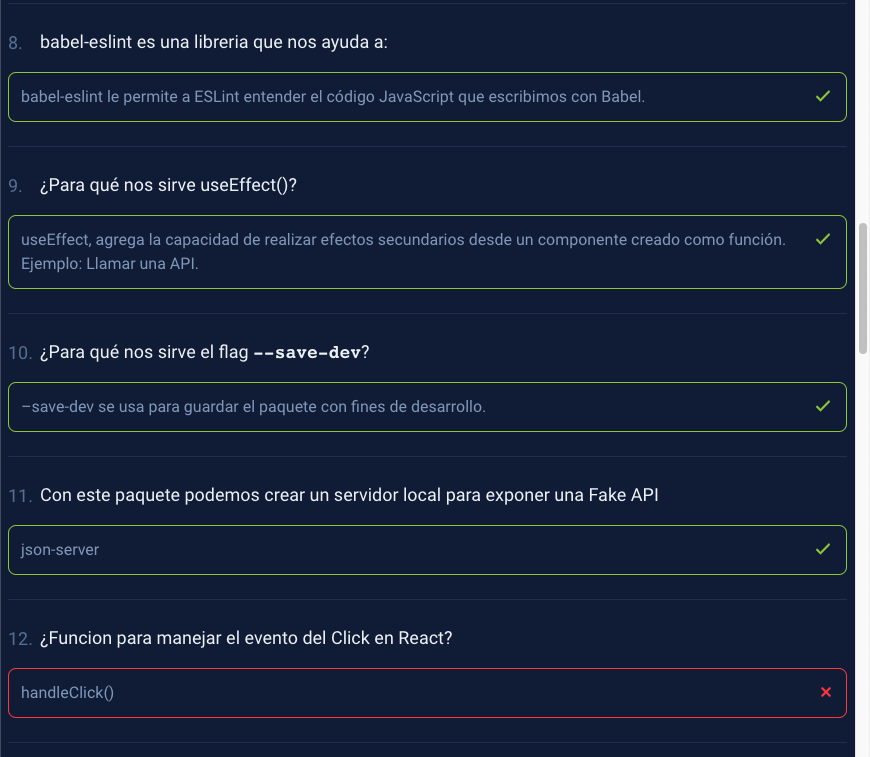 8. babel-eslint es una libreria que nos ayuda a:
babel-eslint le permite a ESLint entender el código JavaScript que escribimos con Babel.
9. ¿Para qué nos sirve useEffect()?
useEffect, agrega la capacidad de realizar efectos secundarios desde un componente creado como función.
Ejemplo: Llamar una API.
10. ¿Para qué nos sirve el flag --save-dev?
–save-dev se usa para guardar el paquete con fines de desarrollo.
11. Con este paquete podemos crear un servidor local para exponer una Fake API
json-server
12. ¿Funcion para manejar el evento del Click en React?
handleClick()